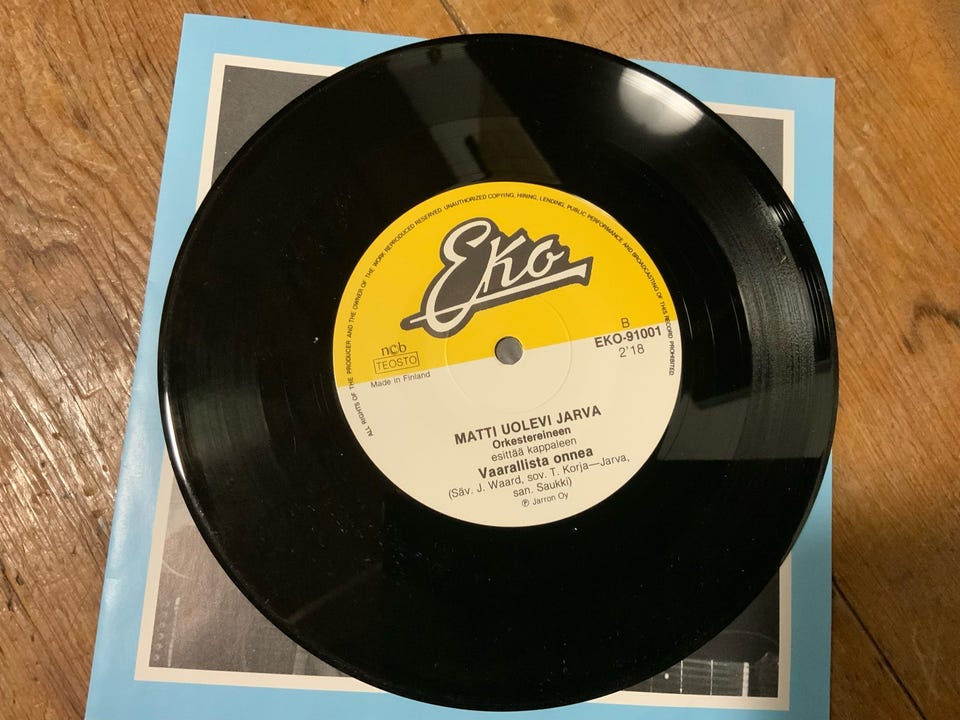 ALL RIGHTS OF THE PRODUCER AND THE OWNER OF THE WORK REPRODUCED RESERVED. UNAUTHORIZED COPYING, HIRING, LENDING, PUBLIC PERFORMANCE AND BROADCASTING OF THIS RECORD PROHIBITED
Eko
B
EKO-91001
2'18
ncb
TEOSTO
Made in Finland
MATTI UOLEVI JARVA
Orkestereineen
esittää kappaleen
Vaarallista onnea
(Säv. J. Waard, sov. T. Korja—Jarva,
san. Saukki)
℗ Jarron Oy